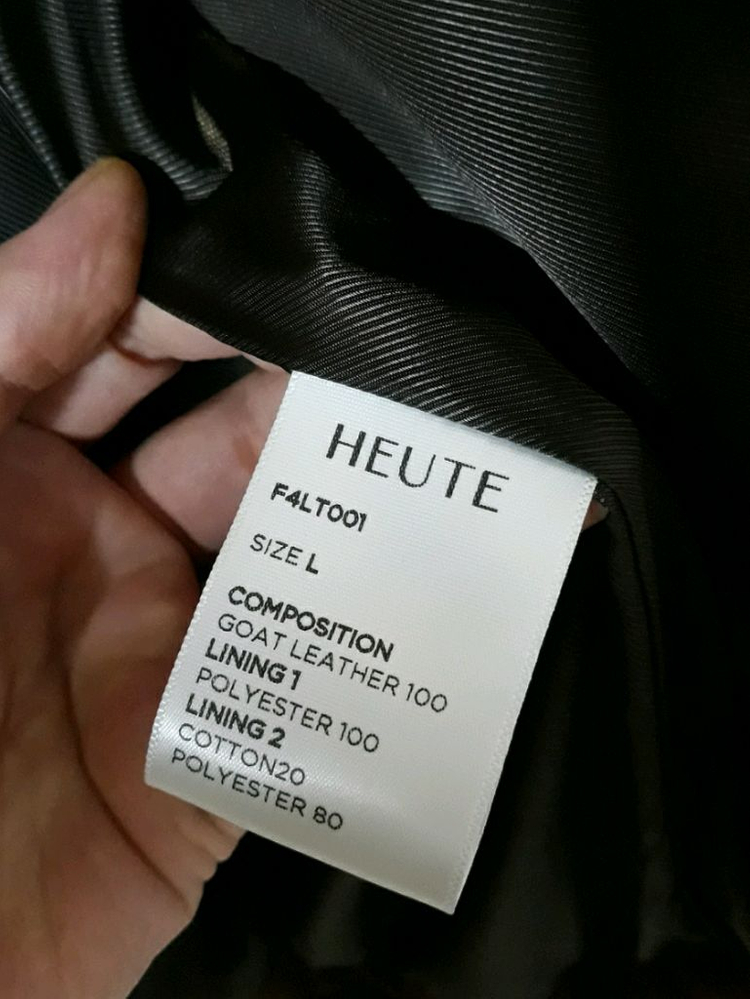 HEUTE
F4LT001
SIZE L
COMPOSITION
GOAT LEATHER 100
LINING 1
POLYESTER 100
LINING 2
COTTON20
POLYESTER 80